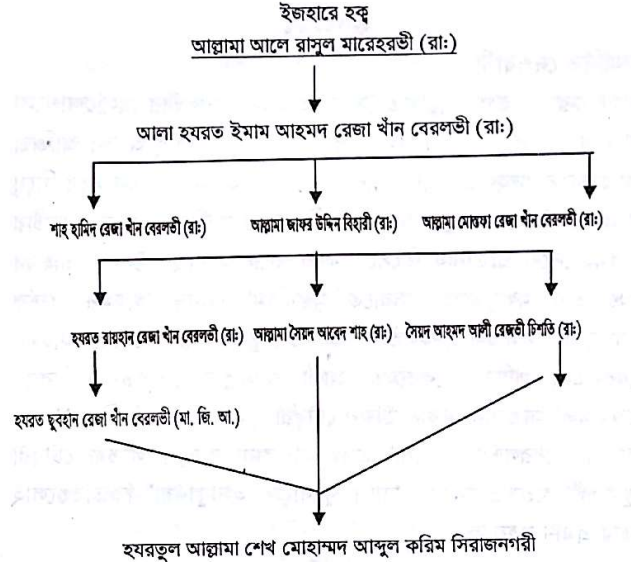 ইজহারে হক্ব
আল্লামা আলে রাসুল মারেহরভী (রাঃ)
আলা হযরত ইমাম আহমদ রেজা খাঁন বেরলভী (রাঃ)
শাহ হামিদ রেজা খাঁন বেরলভী (রাঃ) আল্লামা জাফর উদ্দিন বিহারী (রাঃ) আল্লামা মোস্তফা রেজা খাঁন বেরলভী (রাঃ)
হযরত রায়হান রেজা খাঁন বেরলভী (রাঃ) আল্লামা সৈয়দ আবেদ শাহ (রাঃ) সৈয়দ আহমদ আলী রেজভী চিশতি (রাঃ)
হযরত ছুবহান রেজা খাঁন বেরলভী (মা. জি. আ.)
হযরতুল আল্লামা শেখ মোহাম্মদ আব্দুল করিম সিরাজনগরী